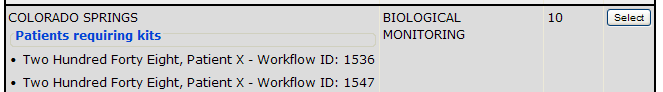 COLORADO SPRINGS BIOLOGICAL MONITORING 10 Select
Patients requiring kits
• Two Hundred Forty Eight, Patient X - Workflow ID: 1536
• Two Hundred Forty Eight, Patient X - Workflow ID: 1547